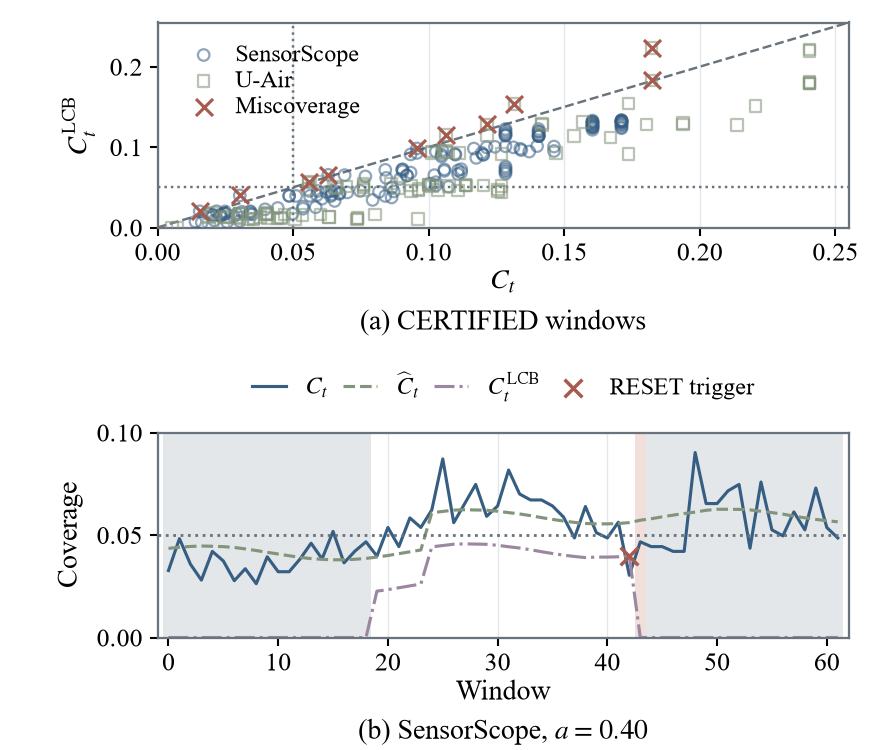 SensorScope
U-Air
Miscoverage
0.2
0.1
0.0
C_t^LCB
0.00 0.05 0.10 0.15 0.20 0.25
C_t
(a) CERTIFIED windows
C_t Ĉ_t C_t^LCB RESET trigger
0.10
0.05
0.00
Coverage
0 10 20 30 40 50 60
Window
(b) SensorScope, a = 0.40